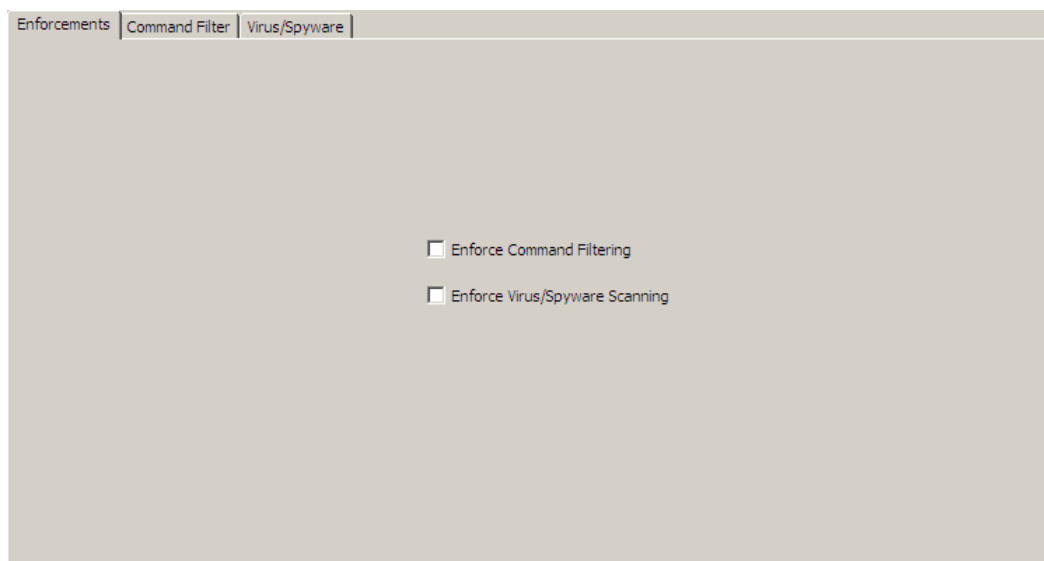 Enforcements Command Filter Virus/Spyware
Enforce Command Filtering
Enforce Virus/Spyware Scanning